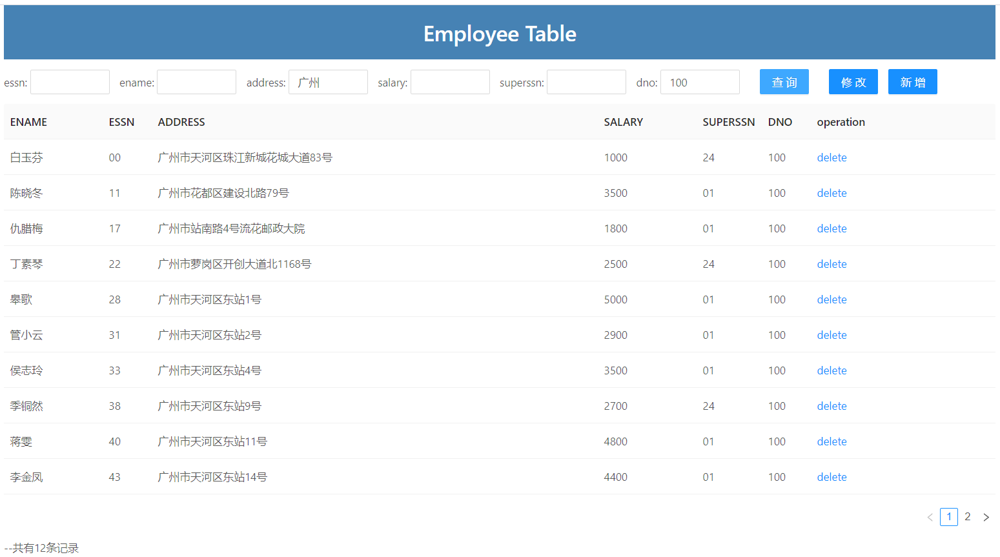 Employee Table
essn: ename: address: 广州 salary: superssn: dno: 100 查 询 修 改 新 增
ENAME ESSN ADDRESS SALARY SUPERSSN DNO operation
白玉芬 00 广州市天河区珠江新城花城大道83号 1000 24 100 delete
陈晓冬 11 广州市花都区建设北路79号 3500 01 100 delete
仇腊梅 17 广州市站南路4号流花邮政大院 1800 01 100 delete
丁素琴 22 广州市萝岗区开创大道北1168号 2500 24 100 delete
皋歌 28 广州市天河区东站1号 5000 01 100 delete
管小云 31 广州市天河区东站2号 2900 01 100 delete
侯志玲 33 广州市天河区东站4号 3500 01 100 delete
季铜然 38 广州市天河区东站9号 2700 24 100 delete
蒋雯 40 广州市天河区东站11号 4800 01 100 delete
李金凤 43 广州市天河区东站14号 4400 01 100 delete
< 1 2 >
--共有12条记录